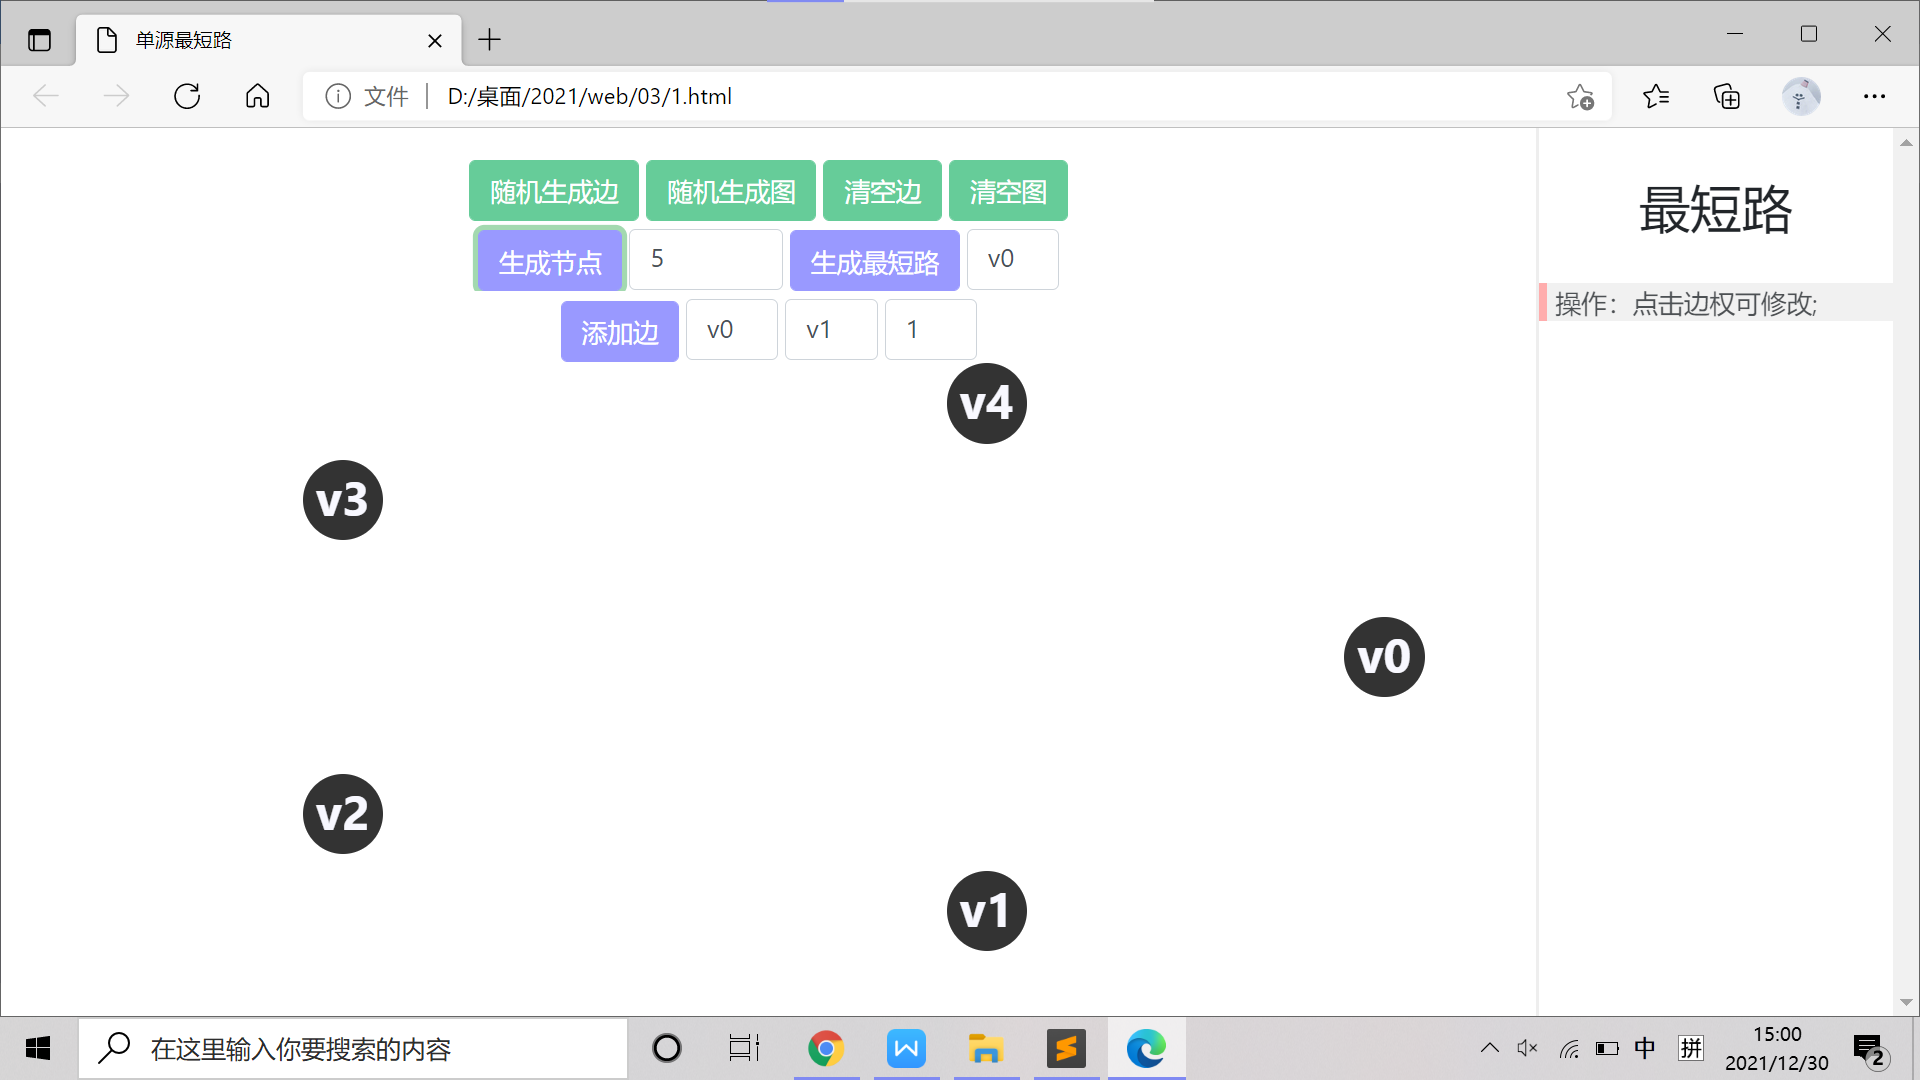 单源最短路
文件 D:/桌面/2021/web/03/1.html
随机生成边 随机生成图 清空边 清空图
生成节点 5 生成最短路 v0
添加边 v0 v1 1
v4
v3
v0
v2
v1
最短路
操作：点击边权可修改;
在这里输入你要搜索的内容
中 拼 15:00
2021/12/30 2